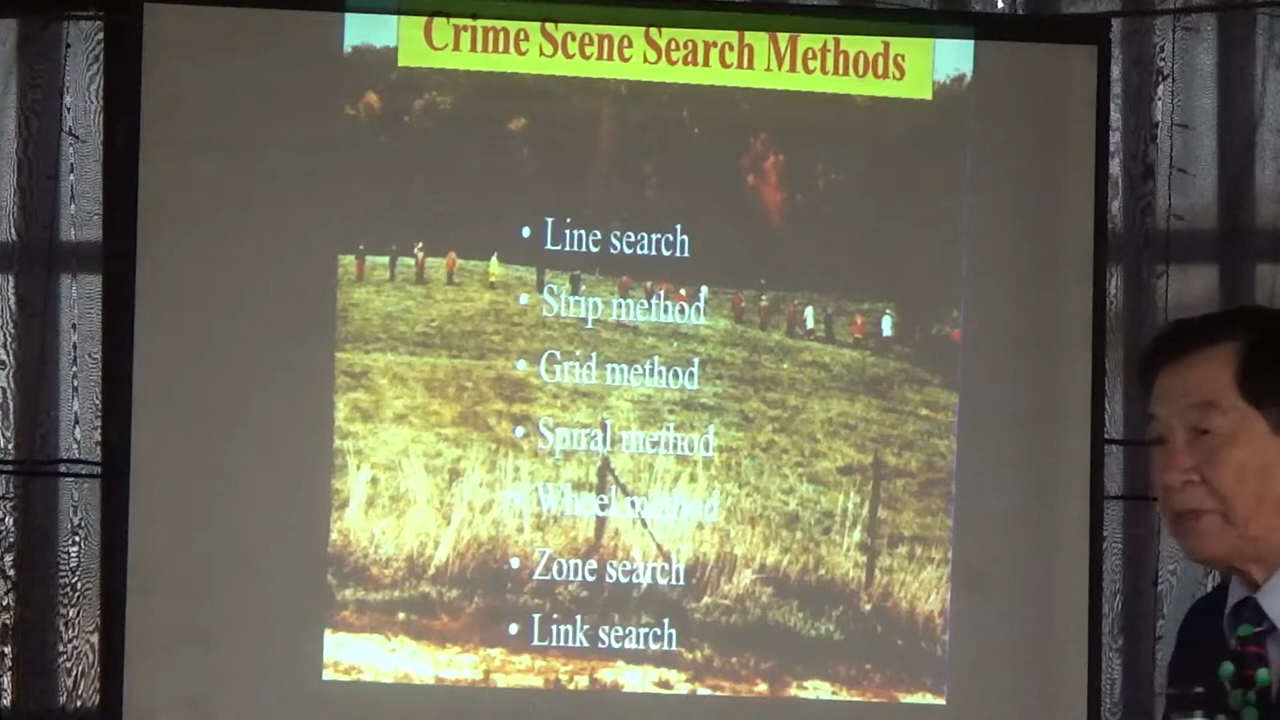 Crime Scene Search Methods
• Line search
• Strip method
• Grid method
• Spiral method
• Wheel method
• Zone search
• Link search